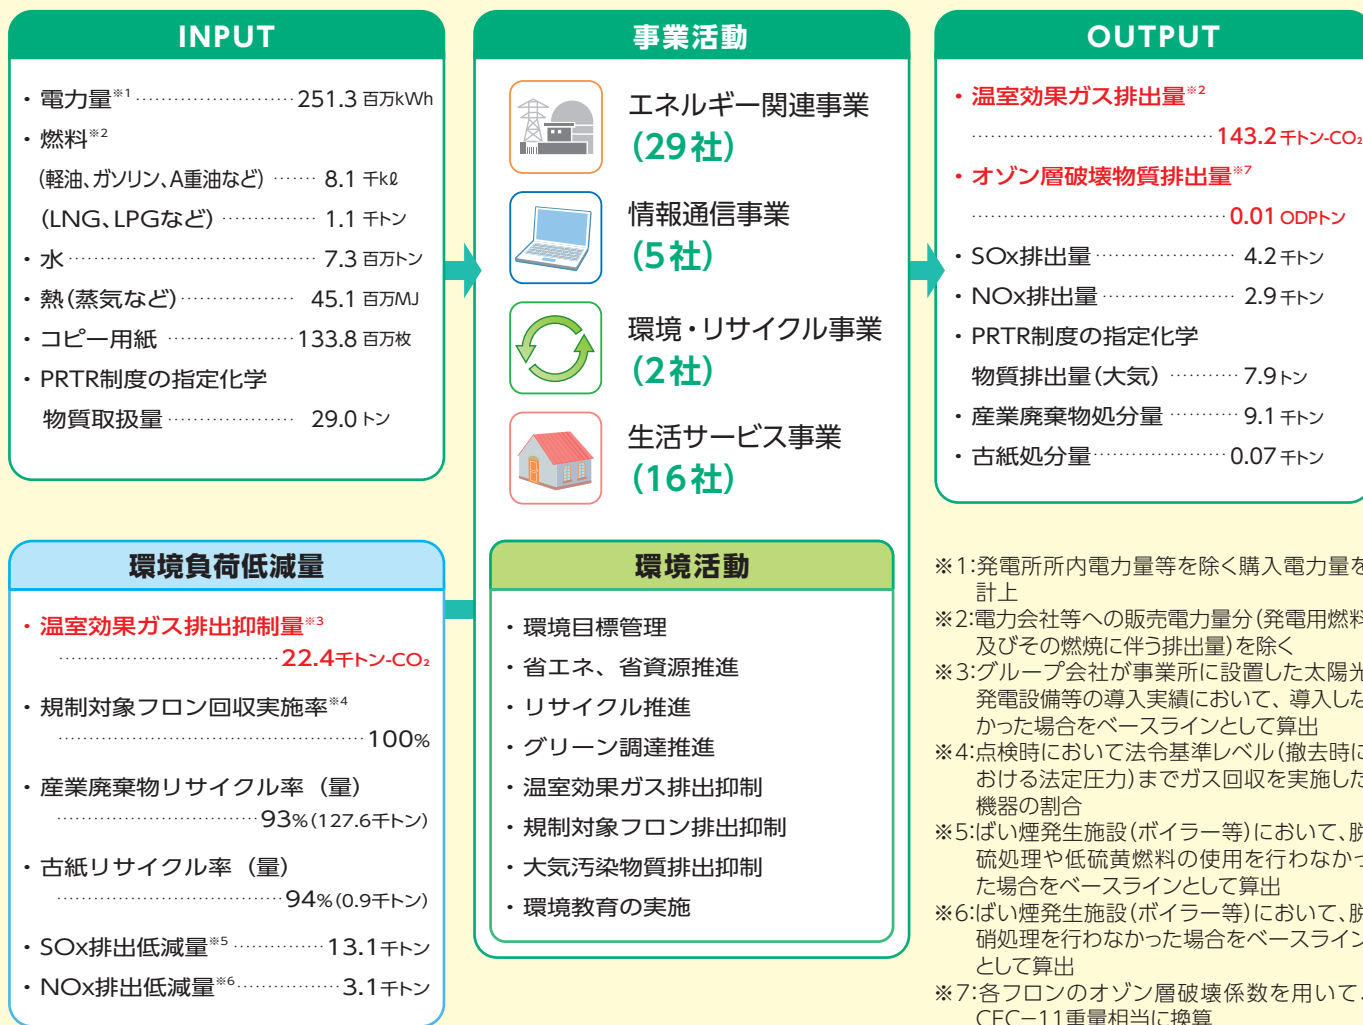 INPUT
・電力量※1 251.3 百万kWh
・燃料※2
(軽油、ガソリン、A重油など) 8.1 千kℓ
(LNG、LPGなど) 1.1 千トン
・水 7.3 百万トン
・熱(蒸気など) 45.1 百万MJ
・コピー用紙 133.8 百万枚
・PRTR制度の指定化学
物質取扱量 29.0 トン
事業活動
エネルギー関連事業
(29社)
情報通信事業
(5社)
環境・リサイクル事業
(2社)
生活サービス事業
(16社)
OUTPUT
・温室効果ガス排出量※2
143.2 千トン-CO₂
・オゾン層破壊物質排出量※7
0.01 ODPトン
・SOx排出量 4.2 千トン
・NOx排出量 2.9 千トン
・PRTR制度の指定化学
物質排出量(大気) 7.9 トン
・産業廃棄物処分量 9.1 千トン
・古紙処分量 0.07 千トン
環境負荷低減量
・温室効果ガス排出抑制量※3
22.4千トン-CO₂
・規制対象フロン回収実施率※4
100%
・産業廃棄物リサイクル率（量）
93%(127.6千トン)
・古紙リサイクル率（量）
94%(0.9千トン)
・SOx排出低減量※5 13.1千トン
・NOx排出低減量※6 3.1千トン
環境活動
・環境目標管理
・省エネ、省資源推進
・リサイクル推進
・グリーン調達推進
・温室効果ガス排出抑制
・規制対象フロン排出抑制
・大気汚染物質排出抑制
・環境教育の実施
※1:発電所所内電力量等を除く購入電力量を
計上
※2:電力会社等への販売電力量分(発電用燃料
及びその燃焼に伴う排出量)を除く
※3:グループ会社が事業所に設置した太陽光
発電設備等の導入実績において、導入しな
かった場合をベースラインとして算出
※4:点検時において法令基準レベル(撤去時に
おける法定圧力)までガス回収を実施した
機器の割合
※5:ばい煙発生施設(ボイラー等)において、脱
硫処理や低硫黄燃料の使用を行わなかっ
た場合をベースラインとして算出
※6:ばい煙発生施設(ボイラー等)において、脱
硝処理を行わなかった場合をベースライン
として算出
※7:各フロンのオゾン層破壊係数を用いて、
CFC−11重量相当に換算